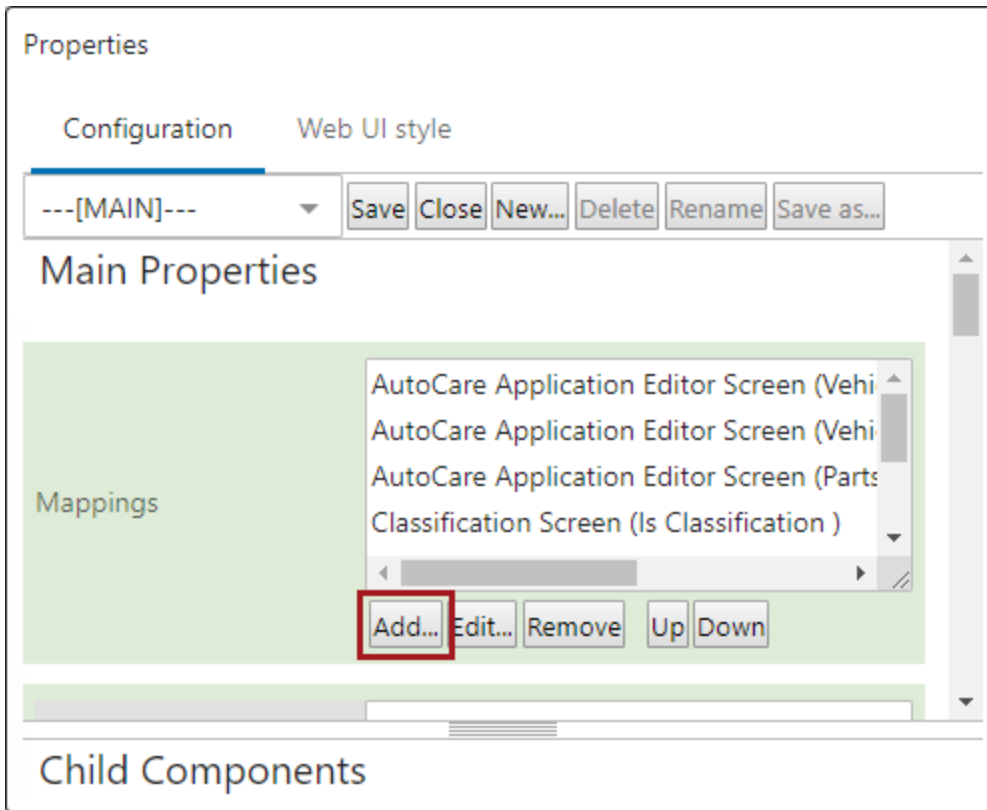 Properties
Configuration Web UI style
---[MAIN]--- Save Close New... Delete Rename Save as...
Main Properties
AutoCare Application Editor Screen (Vehi
AutoCare Application Editor Screen (Vehi
AutoCare Application Editor Screen (Parts
Mappings
Classification Screen (Is Classification )
Add... Edit... Remove Up Down
Child Components